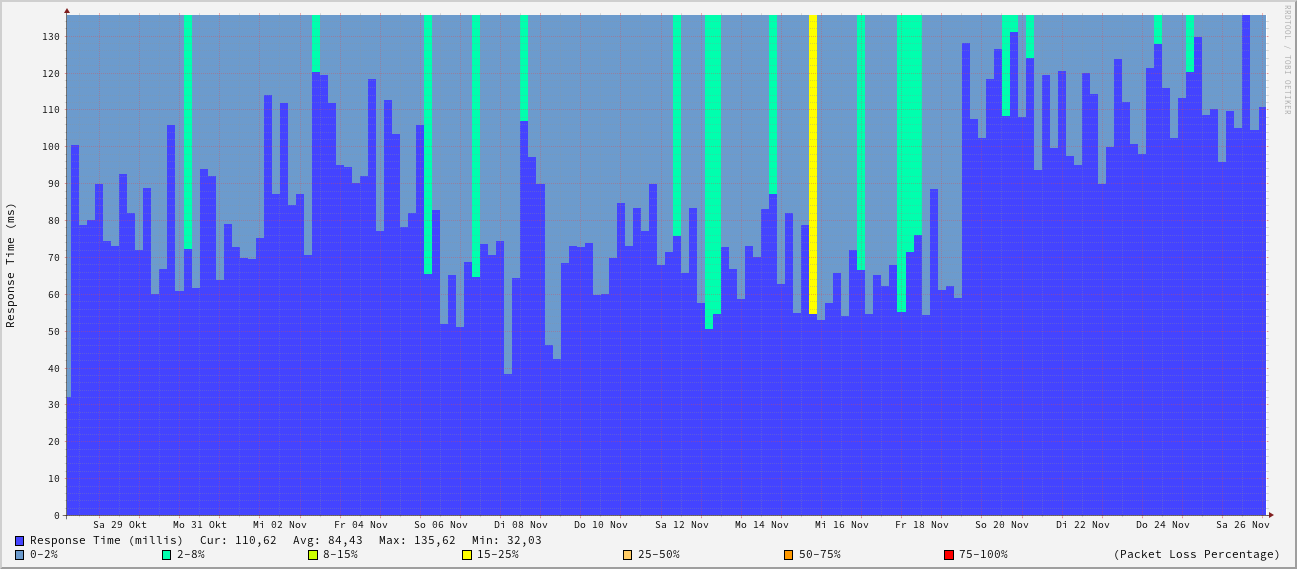 RRDTOOL / TOBI OETIKER
Response Time (ms)
130
120
110
100
90
80
70
60
50
40
30
20
10
0
Sa 29 Okt Mo 31 Okt Mi 02 Nov Fr 04 Nov So 06 Nov Di 08 Nov Do 10 Nov Sa 12 Nov Mo 14 Nov Mi 16 Nov Fr 18 Nov So 20 Nov Di 22 Nov Do 24 Nov Sa 26 Nov
Response Time (millis) Cur: 110,62 Avg: 84,43 Max: 135,62 Min: 32,03
0-2% 2-8% 8-15% 15-25% 25-50% 50-75% 75-100% (Packet Loss Percentage)